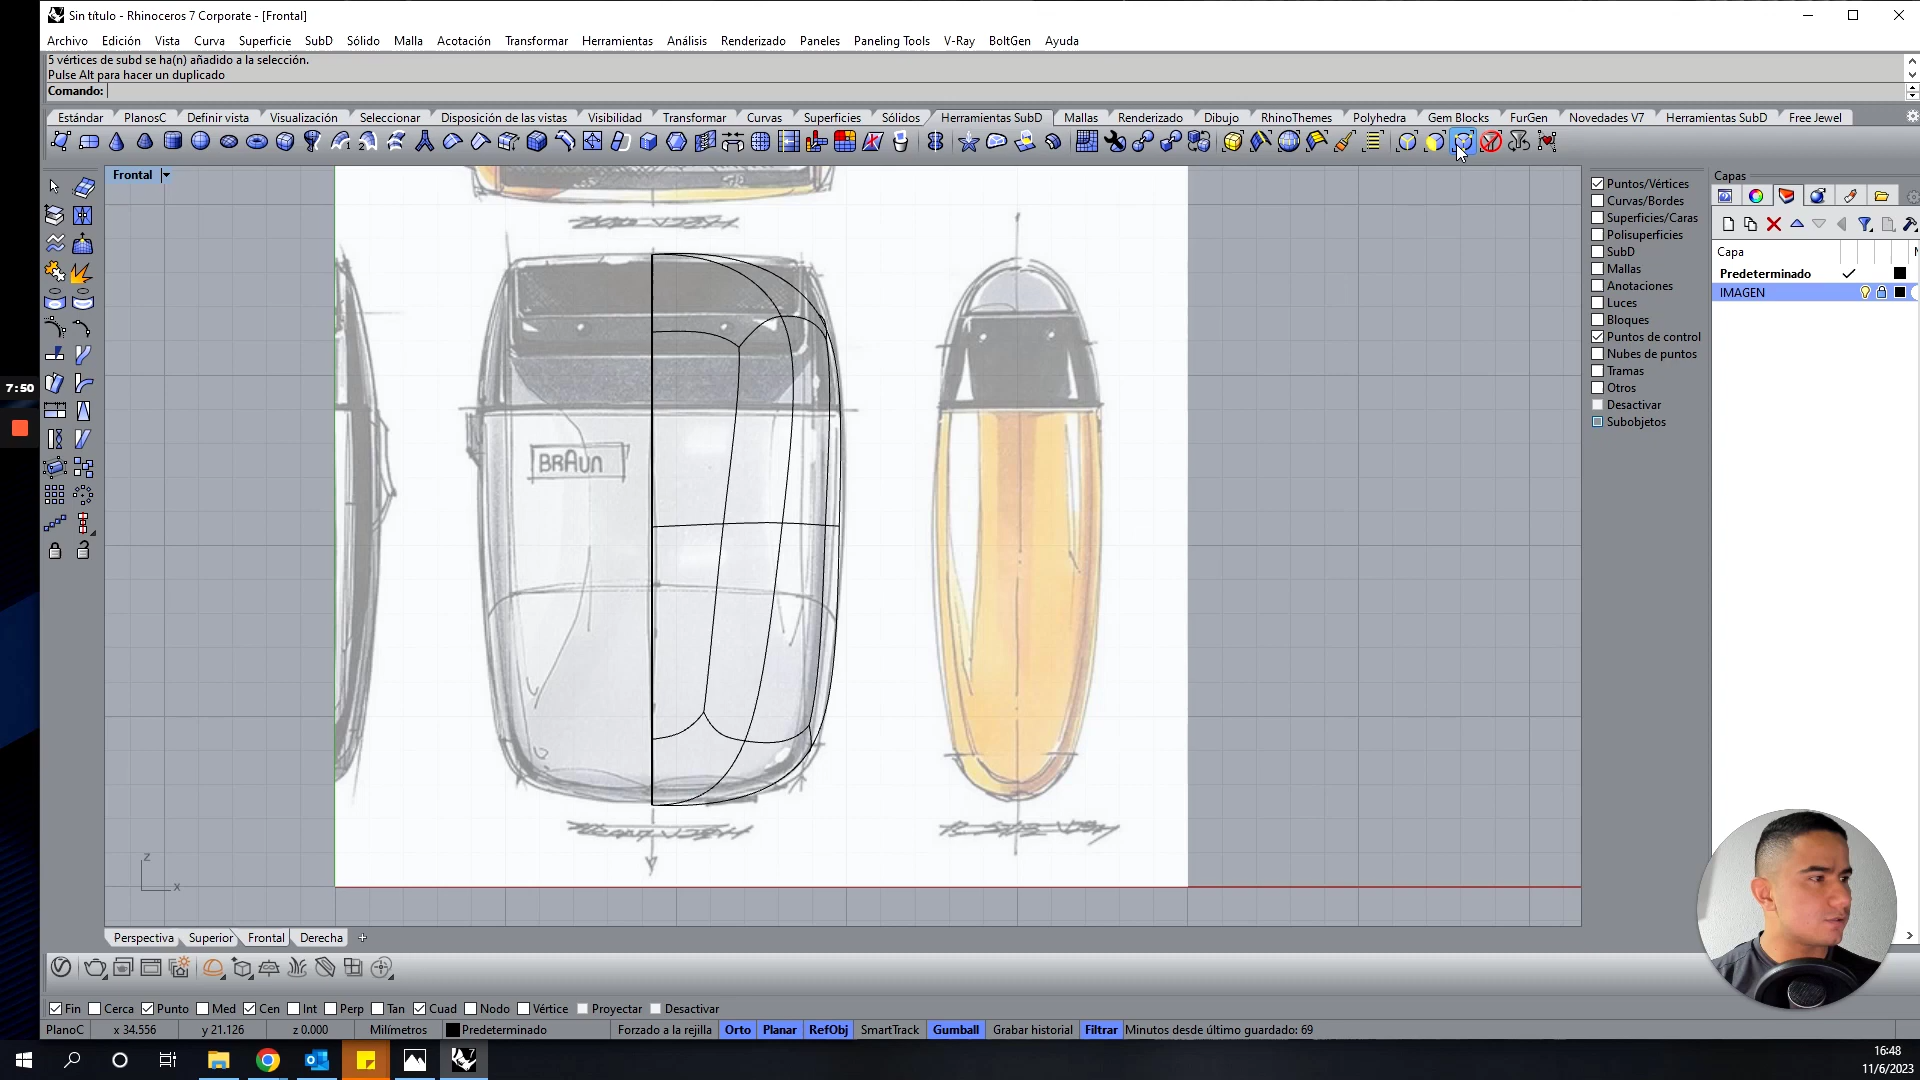 Sin título - Rhinoceros 7 Corporate - [Frontal]
Archivo Edición Vista Curva Superficie SubD Sólido Malla Acotación Transformar Herramientas Análisis Renderizado Paneles Paneling Tools V-Ray BoltGen Ayuda
5 vértices de subd se ha(n) añadido a la selección.
Pulse Alt para hacer un duplicado
Comando:
Estándar PlanosC Definir vista Visualización Seleccionar Disposición de las vistas Visibilidad Transformar Curvas Superficies Sólidos Herramientas SubD Mallas Renderizado Dibujo RhinoThemes Polyhedra Gem Blocks FurGen Novedades V7 Herramientas SubD Free Jewel
Frontal
Capas
Puntos/Vértices
Curvas/Bordes
Superficies/Caras
Polisuperficies
SubD
Mallas
Anotaciones
Luces
Bloques
Puntos de control
Nubes de puntos
Tramas
Otros
Desactivar
Subobjetos
Capa
Predeterminado
IMAGEN
7:50
BRAun
z
x
Perspectiva Superior Frontal Derecha
Fin Cerca Punto Med Cen Int Perp Tan Cuad Nodo Vértice Proyectar Desactivar
PlanoC x 34.556 y 21.126 z 0.000 Milímetros Predeterminado Forzado a la rejilla Orto Planar RefObj SmartTrack Gumball Grabar historial Filtrar Minutos desde último guardado: 69
16:48
11/6/2023